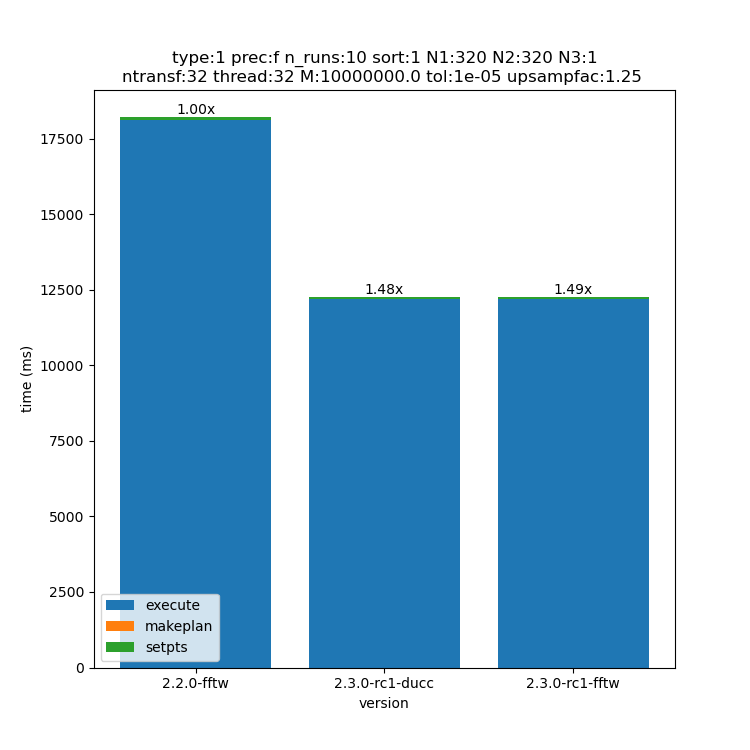 type:1 prec:f n_runs:10 sort:1 N1:320 N2:320 N3:1
ntransf:32 thread:32 M:10000000.0 tol:1e-05 upsampfac:1.25
1.00x
1.48x
1.49x
17500
15000
12500
10000
7500
5000
2500
0
time (ms)
execute
makeplan
setpts
2.2.0-fftw
2.3.0-rc1-ducc
2.3.0-rc1-fftw
version